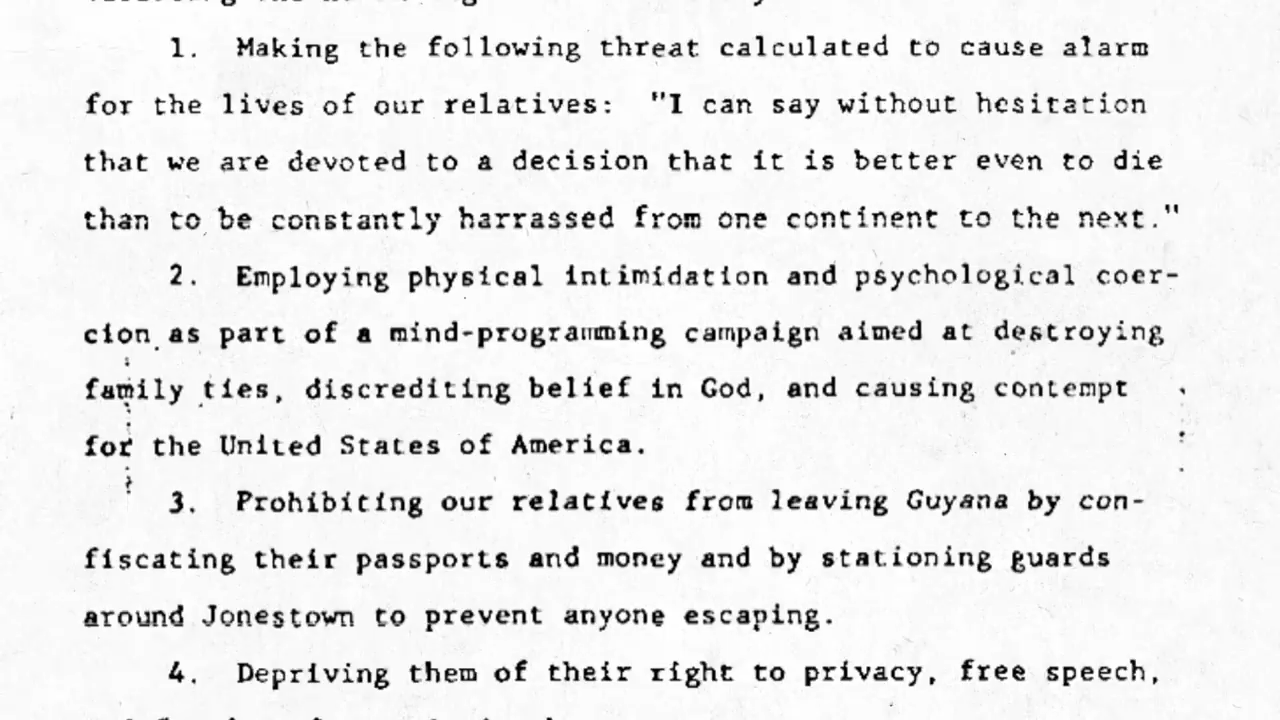 1. Making the following threat calculated to cause alarm
for the lives of our relatives: "I can say without hesitation
that we are devoted to a decision that it is better even to die
than to be constantly harrassed from one continent to the next."
2. Employing physical intimidation and psychological coer-
cion as part of a mind-programming campaign aimed at destroying
family ties, discrediting belief in God, and causing contempt
for the United States of America.
3. Prohibiting our relatives from leaving Guyana by con-
fiscating their passports and money and by stationing guards
around Jonestown to prevent anyone escaping.
4. Depriving them of their right to privacy, free speech,